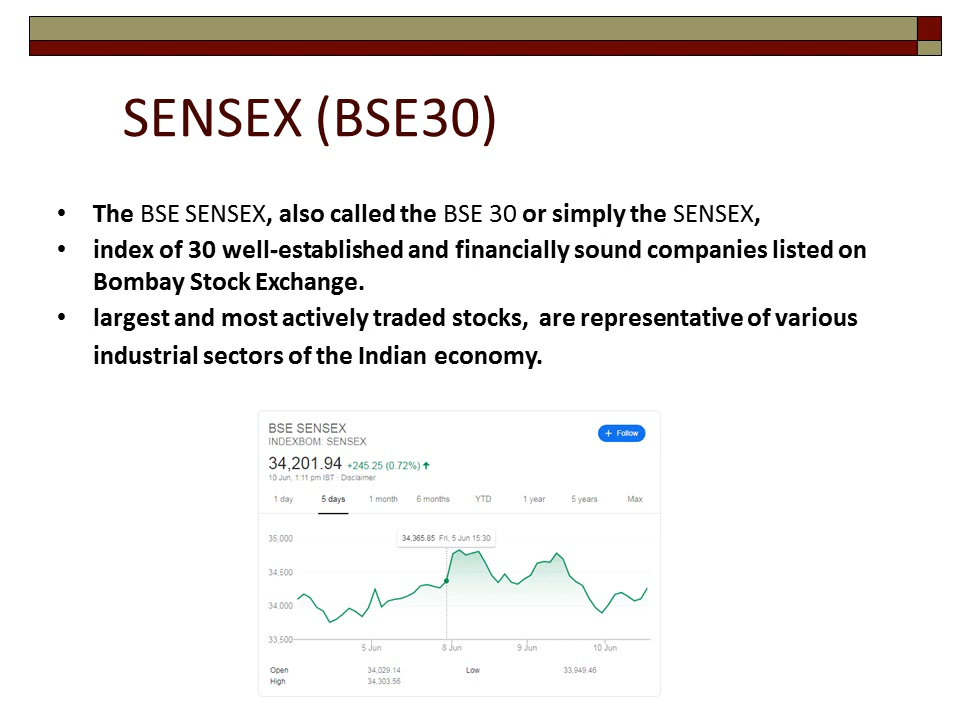 SENSEX (BSE30)
• The BSE SENSEX, also called the BSE 30 or simply the SENSEX,
• index of 30 well-established and financially sound companies listed on
Bombay Stock Exchange.
• largest and most actively traded stocks, are representative of various
industrial sectors of the Indian economy.
BSE SENSEX
INDEXBOM: SENSEX
+ Follow
34,201.94 +245.25 (0.72%) ↑
10 Jun, 1:11 pm IST · Disclaimer
1 day 5 days 1 month 6 months YTD 1 year 5 years Max
34,365.85 Fri, 5 Jun 15:30
35,000
34,500
34,000
33,500
5 Jun 8 Jun 9 Jun 10 Jun
Open 34,029.14 Low 33,949.46
High 34,303.56